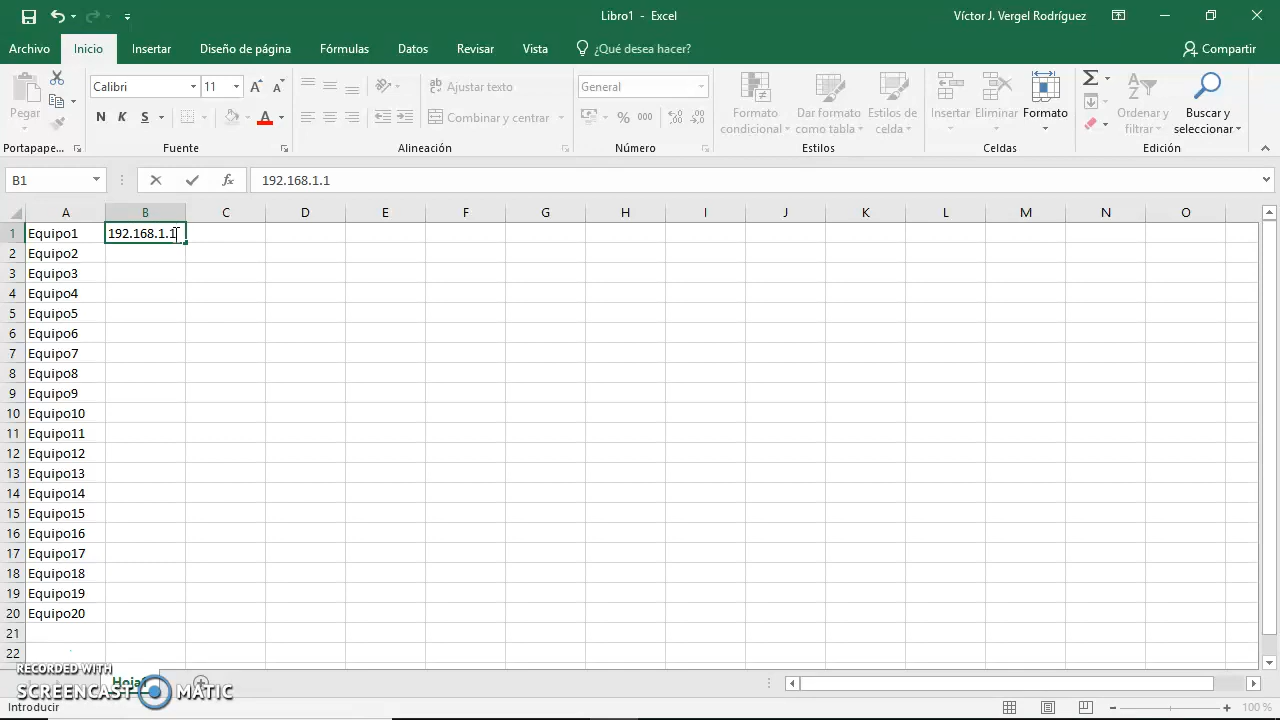 Libro1 - Excel
Víctor J. Vergel Rodríguez
Archivo Inicio Insertar Diseño de página Fórmulas Datos Revisar Vista ¿Qué desea hacer? Compartir
Pegar
Calibri 11
N K S
Ajustar texto
Combinar y centrar
General
% 000
Formato condicional
Dar formato como tabla
Estilos de celda
Insertar Eliminar Formato
Ordenar y filtrar
Buscar y seleccionar
Portapape... Fuente Alineación Número Estilos Celdas Edición
B1 fx 192.168.1.1
A B C D E F G H I J K L M N O
1 Equipo1 192.168.1.1
2 Equipo2
3 Equipo3
4 Equipo4
5 Equipo5
6 Equipo6
7 Equipo7
8 Equipo8
9 Equipo9
10 Equipo10
11 Equipo11
12 Equipo12
13 Equipo13
14 Equipo14
15 Equipo15
16 Equipo16
17 Equipo17
18 Equipo18
19 Equipo19
20 Equipo20
21
22
RECORDED WITH
SCREENCAST MATIC
Introducir 100 %